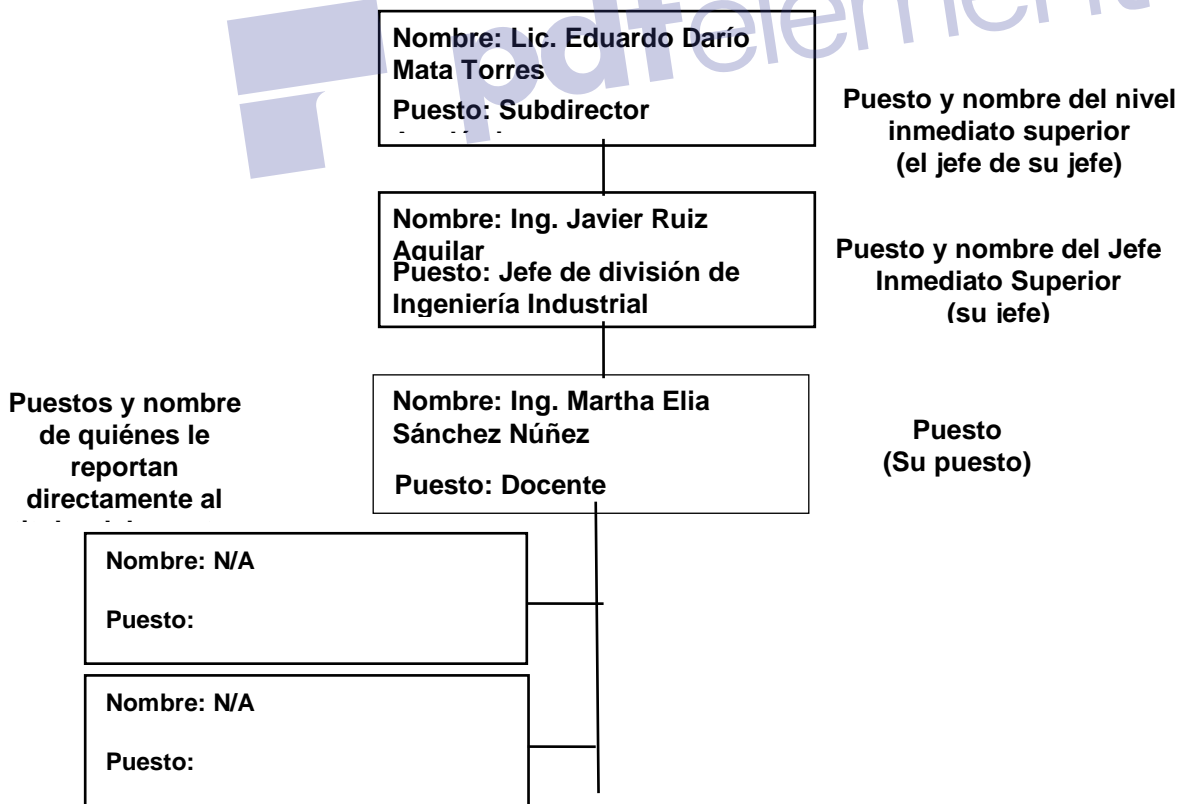 pdfelement
Nombre: Lic. Eduardo Darío
Mata Torres
Puesto: Subdirector
Puesto y nombre del nivel
inmediato superior
(el jefe de su jefe)
Nombre: Ing. Javier Ruiz
Aguilar
Puesto: Jefe de división de
Ingeniería Industrial
Puesto y nombre del Jefe
Inmediato Superior
(su jefe)
Puestos y nombre
de quiénes le
reportan
directamente al
Nombre: Ing. Martha Elia
Sánchez Núñez
Puesto: Docente
Puesto
(Su puesto)
Nombre: N/A
Puesto:
Nombre: N/A
Puesto: